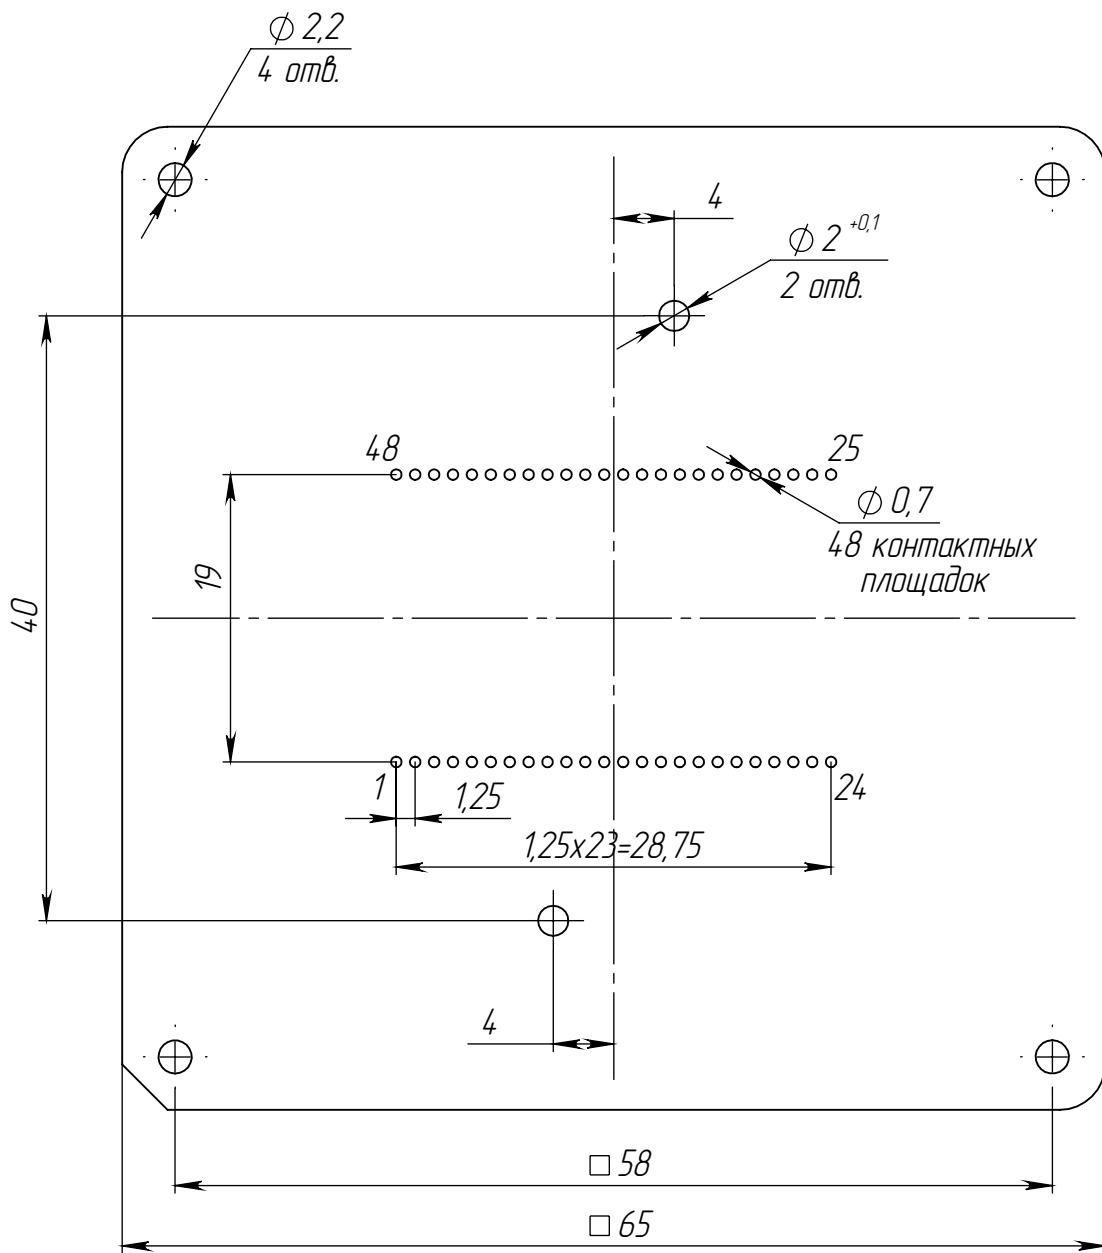 ⌀ 2,2
4 отв.
4
⌀ 2 +0,1
2 отв.
48
25
⌀ 0,7
48 контактных
площадок
19
40
1
1,25
24
1,25x23=28,75
4
□ 58
□ 65